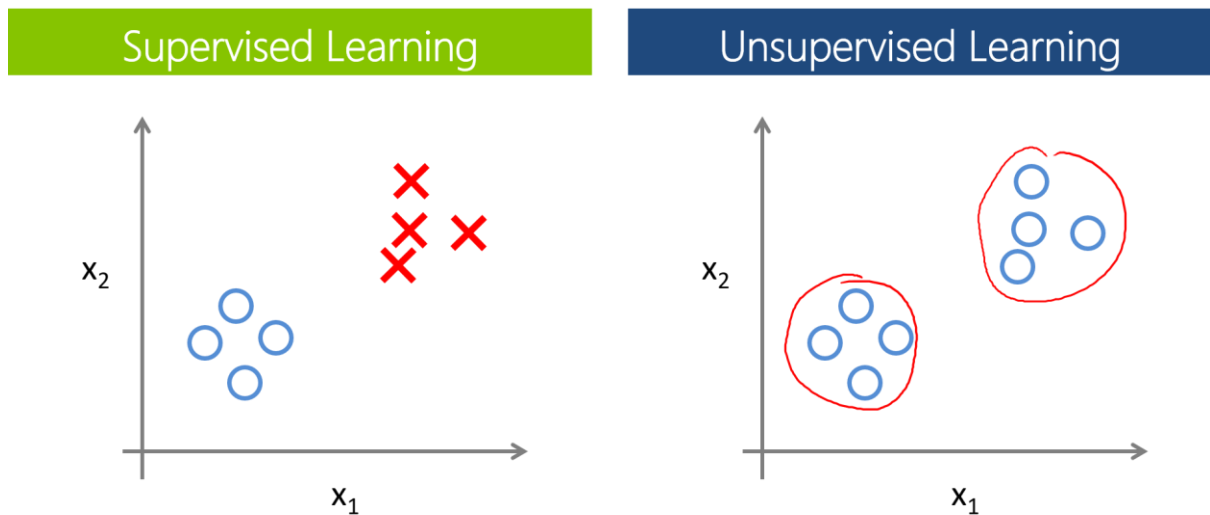 Supervised Learning
Unsupervised Learning
x₂
x₁
x₂
x₁